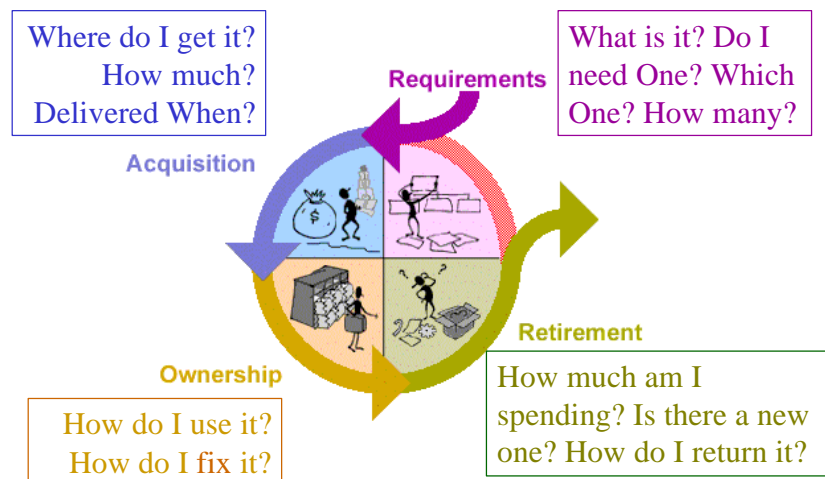 Where do I get it?
How much?
Delivered When?
What is it? Do I
need One? Which
One? How many?
Requirements
Acquisition
$
? ?
Retirement
Ownership
How much am I
spending? Is there a new
one? How do I return it?
How do I use it?
How do I fix it?